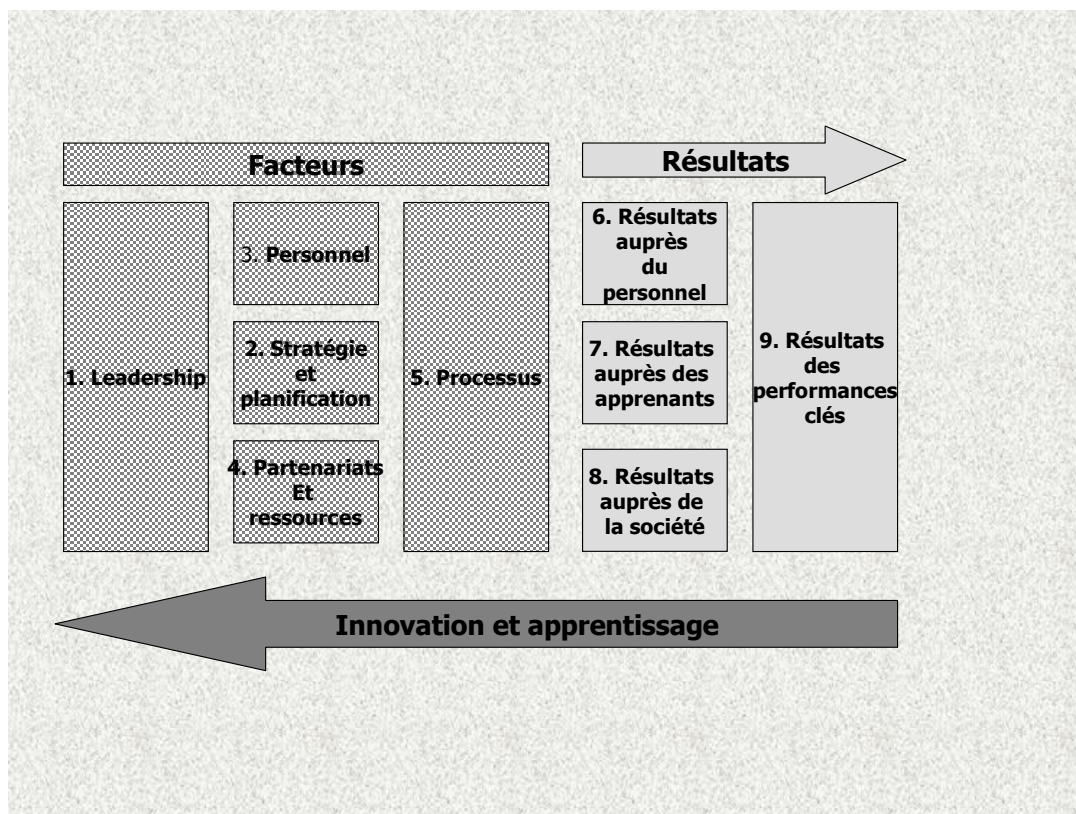 Facteurs
Résultats
1. Leadership
3. Personnel
2. Stratégie
et
planification
4. Partenariats
Et
ressources
5. Processus
6. Résultats
auprès
du
personnel
7. Résultats
auprès des
apprenants
8. Résultats
auprès de
la société
9. Résultats
des
performances
clés
Innovation et apprentissage